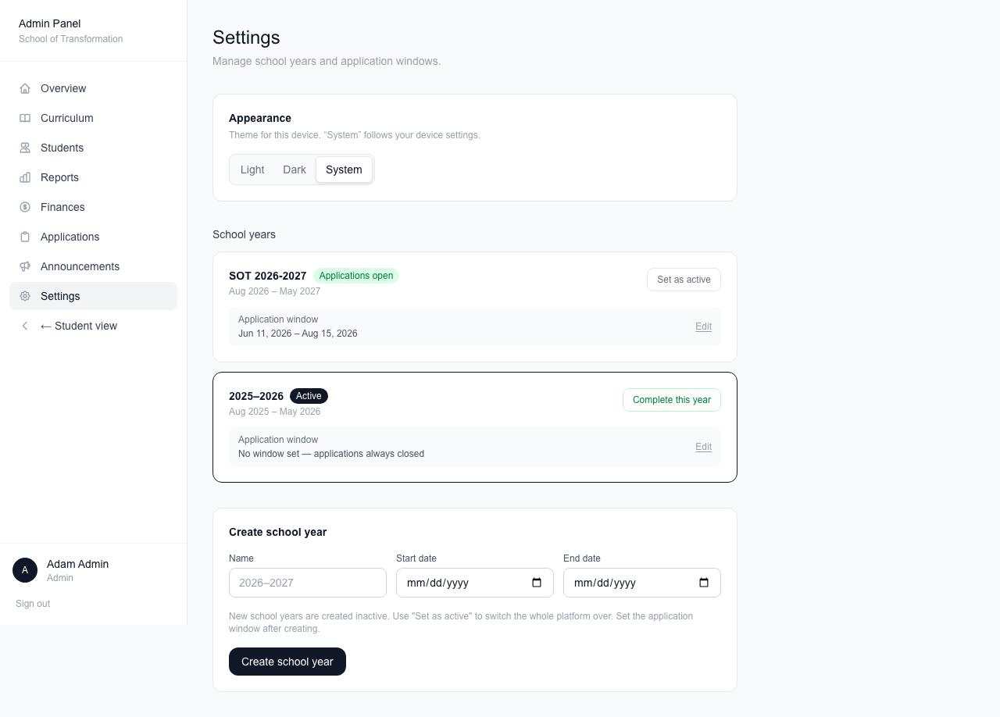 Admin Panel
School of Transformation
Overview
Curriculum
Students
Reports
Finances
Applications
Announcements
Settings
← Student view
A
Adam Admin
Admin
Sign out
Settings
Manage school years and application windows.
Appearance
Theme for this device. “System” follows your device settings.
Light Dark System
School years
SOT 2026-2027 Applications open Set as active
Aug 2026 – May 2027
Application window
Jun 11, 2026 – Aug 15, 2026
Edit
2025–2026 Active Complete this year
Aug 2025 – May 2026
Application window
No window set — applications always closed
Edit
Create school year
Name Start date End date
2026–2027 mm/dd/yyyy mm/dd/yyyy
New school years are created inactive. Use "Set as active" to switch the whole platform over. Set the application
window after creating.
Create school year